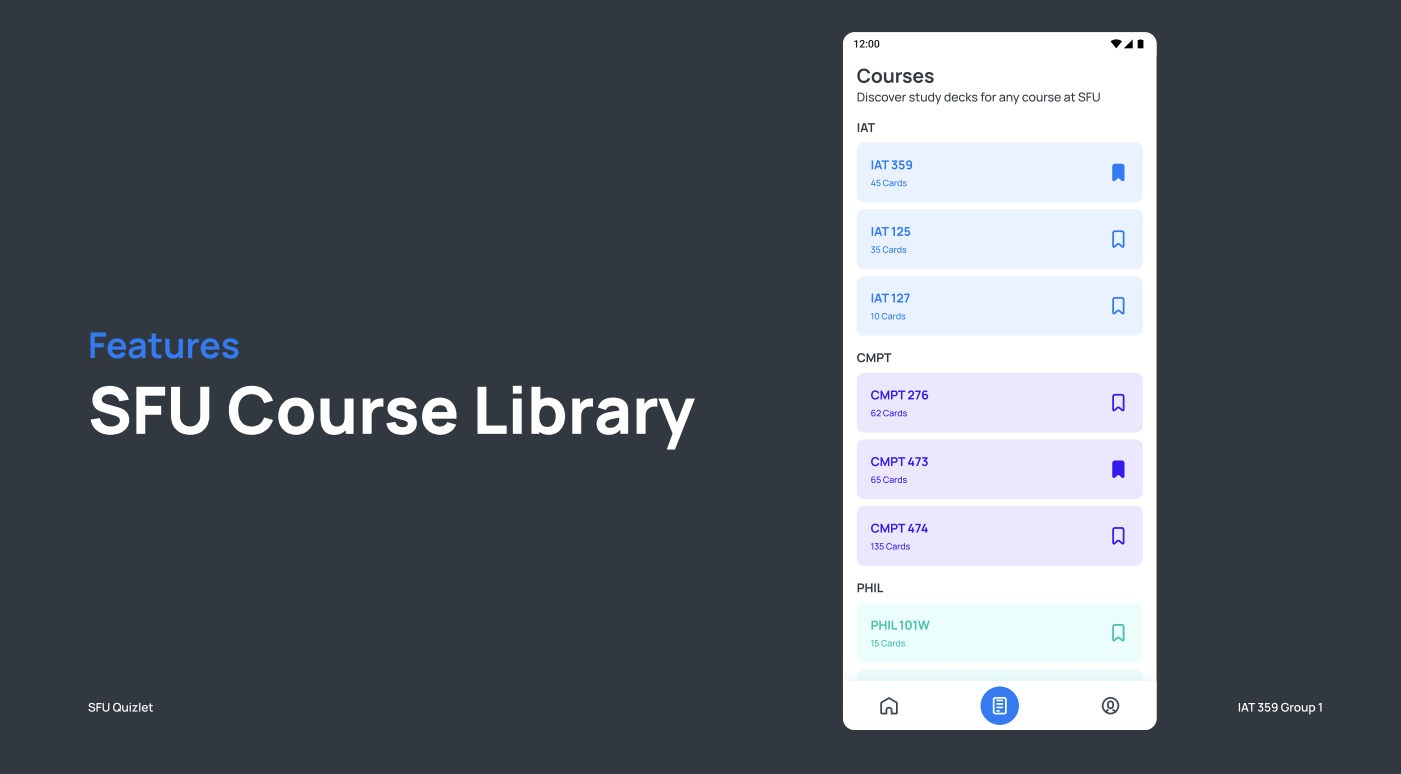 Features
SFU Course Library
SFU Quizlet
12:00
Courses
Discover study decks for any course at SFU
IAT
IAT 359
45 Cards
IAT 125
35 Cards
IAT 127
10 Cards
CMPT
CMPT 276
62 Cards
CMPT 473
65 Cards
CMPT 474
135 Cards
PHIL
PHIL 101W
15 Cards
IAT 359 Group 1